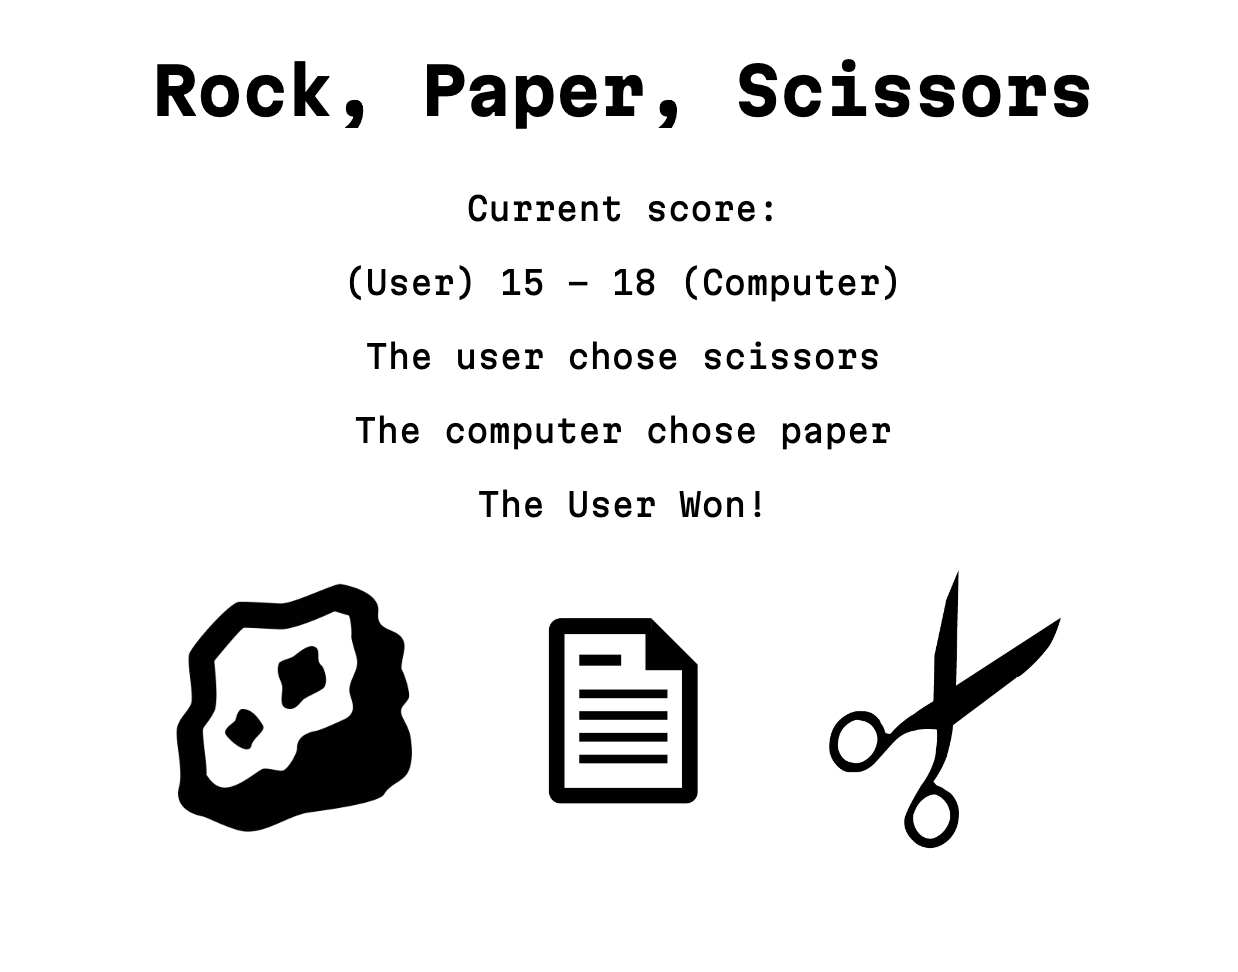 Rock, Paper, Scissors
Current score:
(User) 15 – 18 (Computer)
The user chose scissors
The computer chose paper
The User Won!